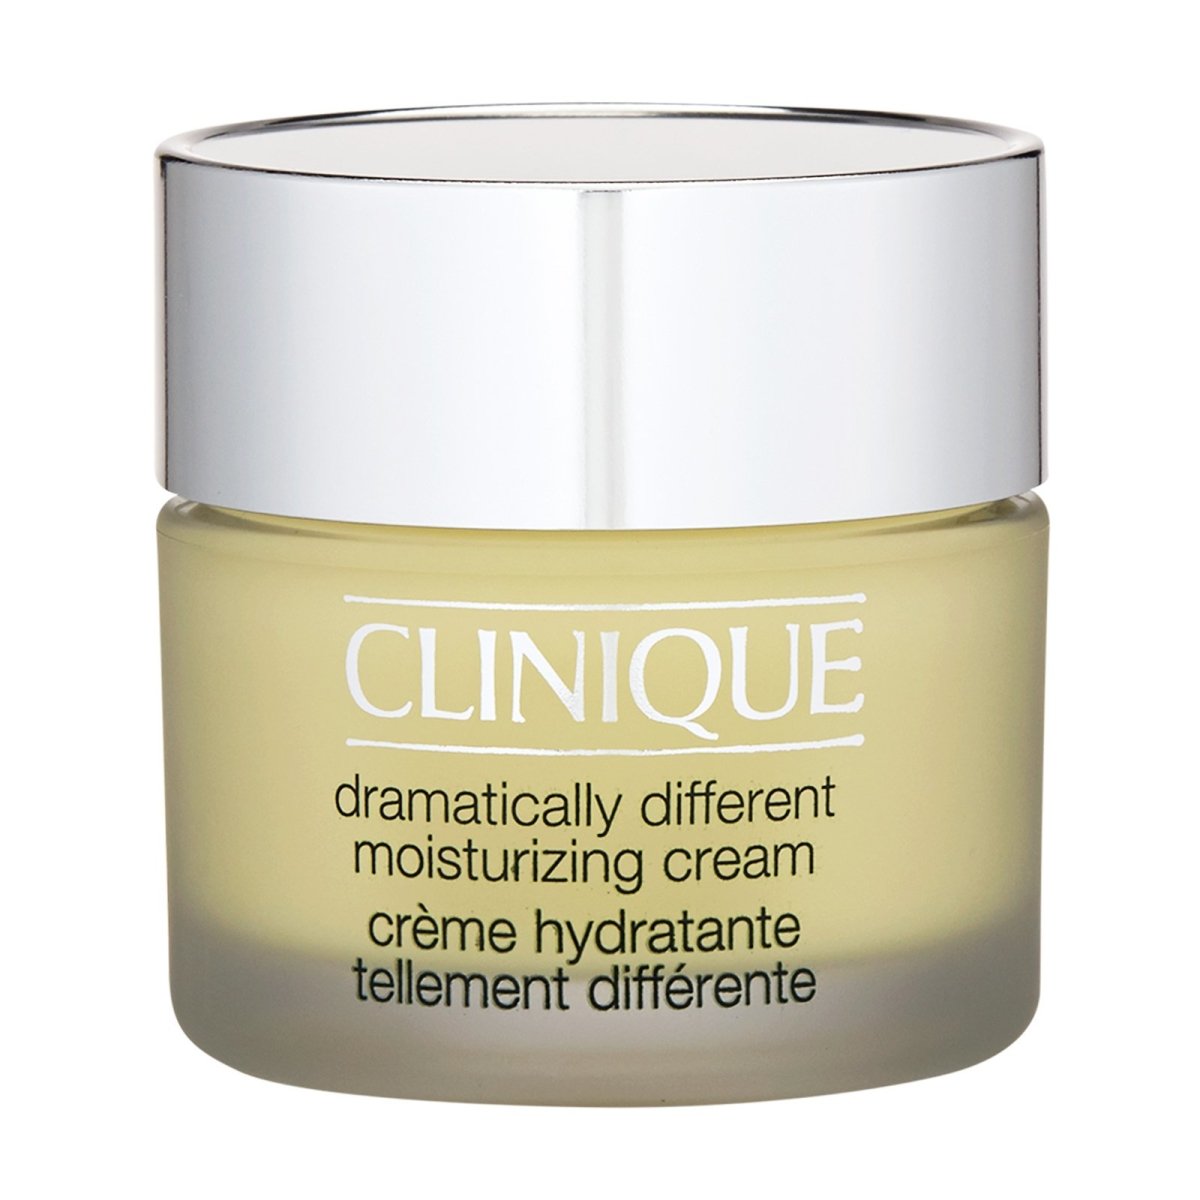 CLINIQUE
dramatically different
moisturizing cream
crème hydratante
tellement différente